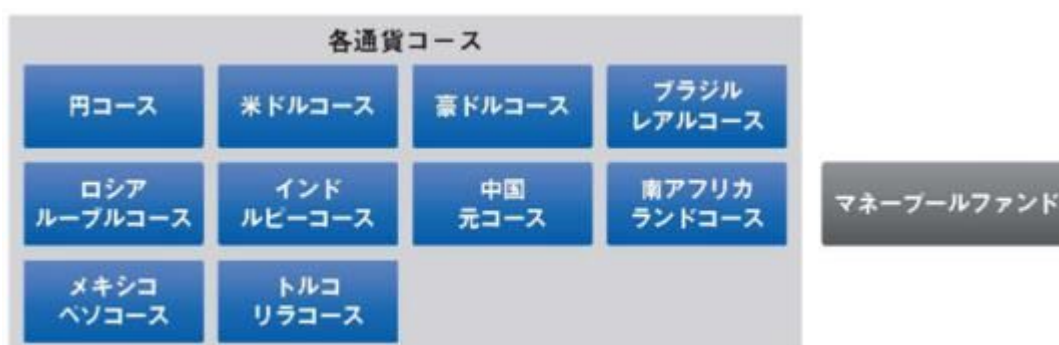 各通貨コース
円コース
米ドルコース
豪ドルコース
ブラジル
レアルコース
ロシア
ルーブルコース
インド
ルピーコース
中国
元コース
南アフリカ
ランドコース
マネープールファンド
メキシコ
ペソコース
トルコ
リラコース